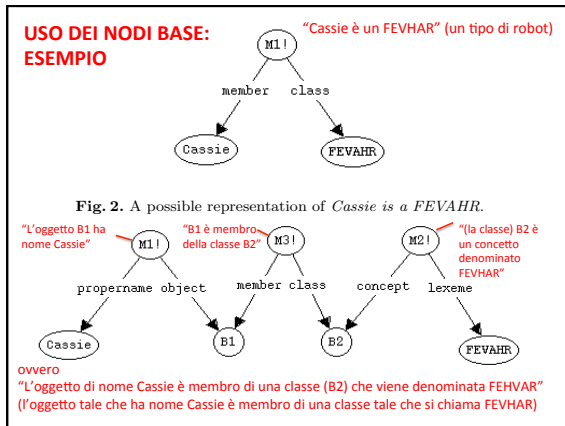 USO DEI NODI BASE:
ESEMPIO
“Cassie è un FEVHAR” (un tipo di robot)
M1!
member class
Cassie
FEVAHR
Fig. 2. A possible representation of Cassie is a FEVAHR.
“L’oggetto B1 ha
nome Cassie”
“B1 è membro
della classe B2”
“(la classe) B2 è
un concetto
denominato
FEVHAR”
M1!
M3!
M2!
propername object
member class
concept lexeme
Cassie
B1
B2
FEVAHR
ovvero
“L’oggetto di nome Cassie è membro di una classe (B2) che viene denominata FEHVAR”
(l’oggetto tale che ha nome Cassie è membro di una classe tale che si chiama FEVHAR)